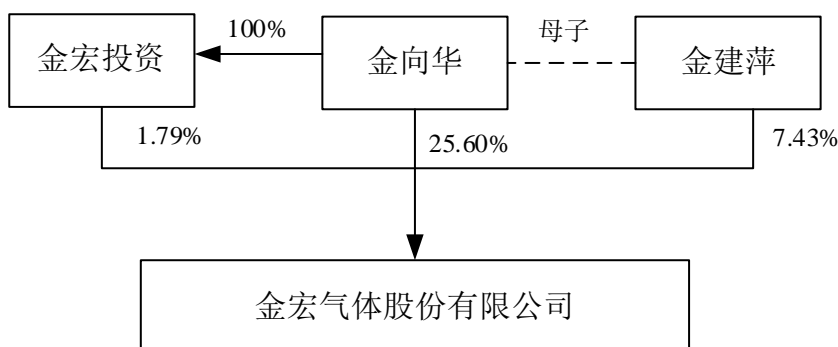 金宏投资
100%
金向华
母子
金建萍
1.79%
25.60%
7.43%
金宏气体股份有限公司